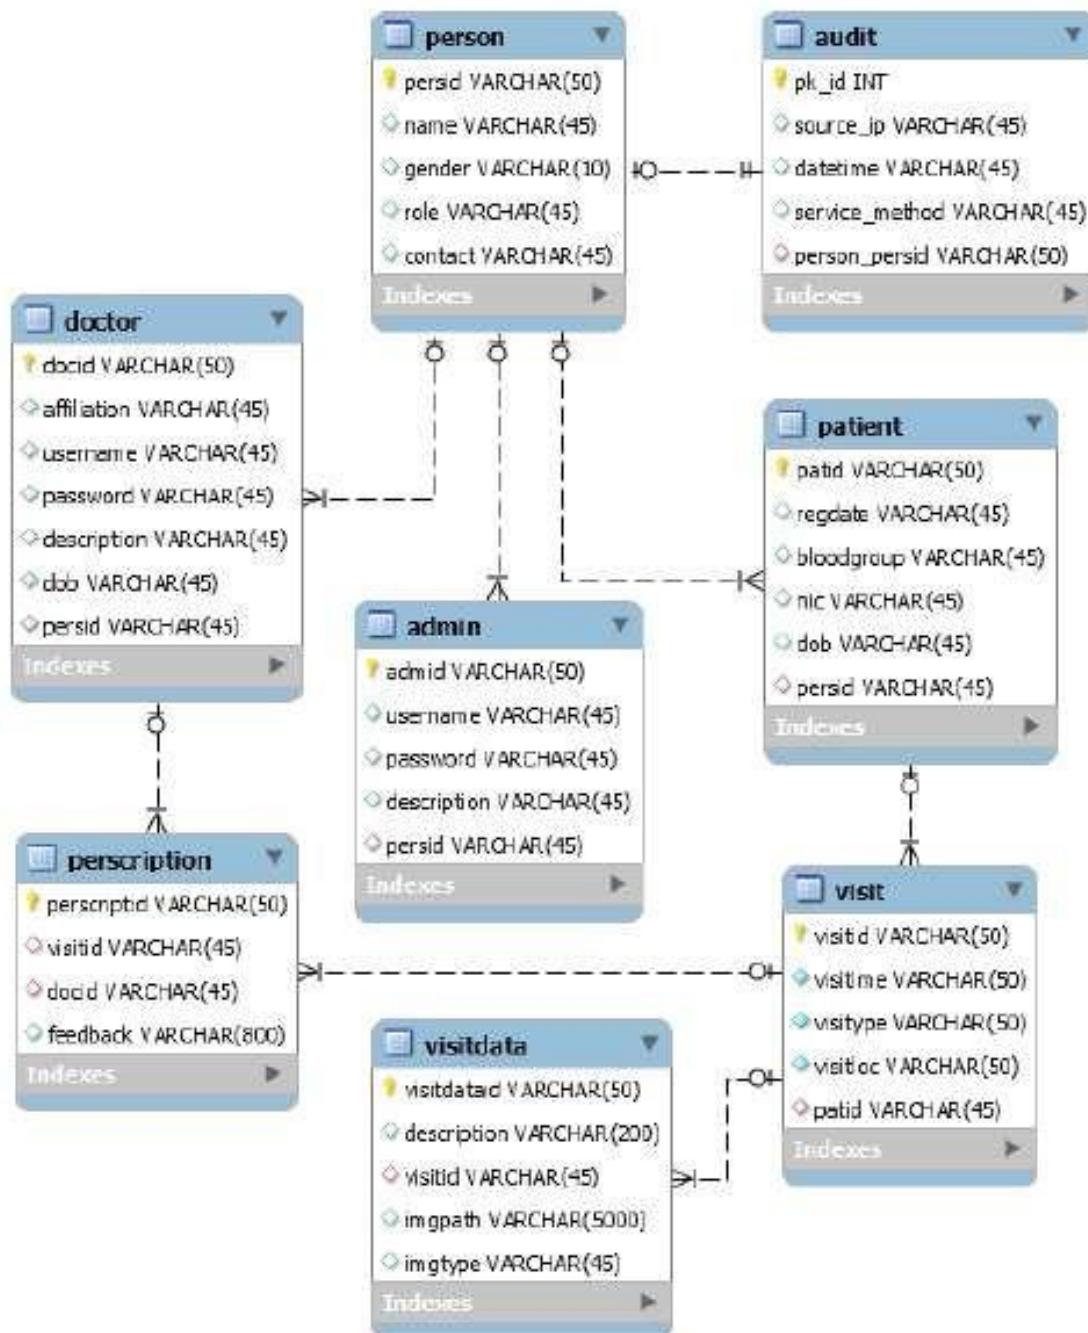 person
persid VARCHAR(50)
name VARCHAR(45)
gender VARCHAR(10)
role VARCHAR(45)
contact VARCHAR(45)
Indexes
audit
pk_id INT
source_ip VARCHAR(45)
datetime VARCHAR(45)
service_method VARCHAR(45)
person_persid VARCHAR(50)
Indexes
doctor
docid VARCHAR(50)
affiliation VARCHAR(45)
username VARCHAR(45)
password VARCHAR(45)
description VARCHAR(45)
dob VARCHAR(45)
persid VARCHAR(45)
Indexes
patient
patid VARCHAR(50)
regdate VARCHAR(45)
bloodgroup VARCHAR(45)
nic VARCHAR(45)
dob VARCHAR(45)
persid VARCHAR(45)
Indexes
admin
admid VARCHAR(50)
username VARCHAR(45)
password VARCHAR(45)
description VARCHAR(45)
persid VARCHAR(45)
Indexes
perscription
perscriptid VARCHAR(50)
visitid VARCHAR(45)
docid VARCHAR(45)
feedback VARCHAR(800)
Indexes
visit
visitid VARCHAR(50)
visitime VARCHAR(50)
visitype VARCHAR(50)
visitloc VARCHAR(50)
patid VARCHAR(45)
Indexes
visitdata
visitdataid VARCHAR(50)
description VARCHAR(200)
visitid VARCHAR(45)
imgpath VARCHAR(5000)
imgtype VARCHAR(45)
Indexes